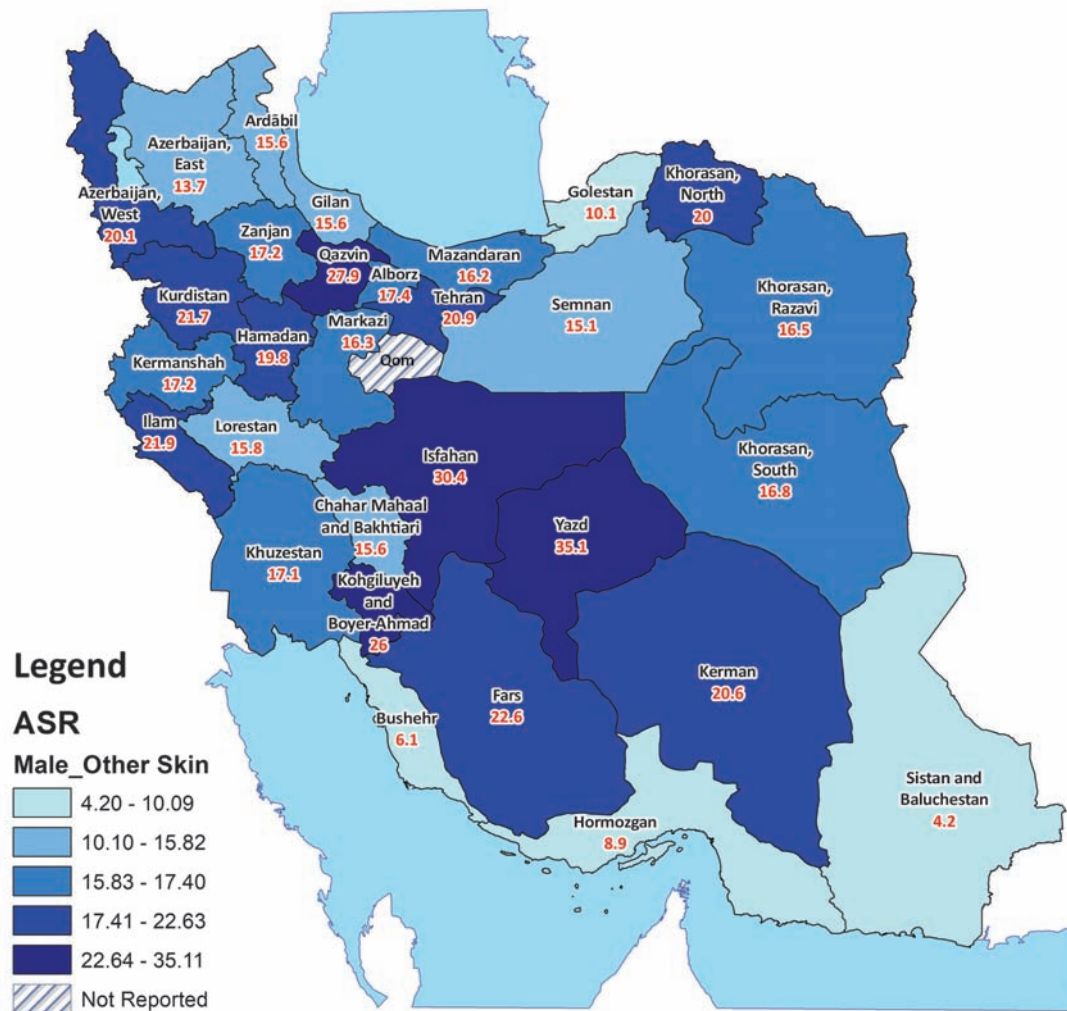 Ardābil
15.6
Azerbaijan,
East
13.7
Azerbaijan,
West
20.1
Gilan
15.6
Golestan
10.1
Khorasan,
North
20
Zanjan
17.2
Qazvin
27.9
Alborz
17.4
Mazandaran
16.2
Tehran
20.9
Semnan
15.1
Khorasan,
Razavi
16.5
Kurdistan
21.7
Hamadan
19.8
Markazi
16.3
Qom
Kermanshah
17.2
Ilam
21.9
Lorestan
15.8
Isfahan
30.4
Khorasan,
South
16.8
Chahar Mahaal
and Bakhtiari
15.6
Yazd
35.1
Khuzestan
17.1
Kohgiluyeh
and
Boyer-Ahmad
26
Kerman
20.6
Fars
22.6
Bushehr
6.1
Hormozgan
8.9
Sistan and
Baluchestan
4.2
Legend
ASR
Male_Other Skin
4.20 - 10.09
10.10 - 15.82
15.83 - 17.40
17.41 - 22.63
22.64 - 35.11
Not Reported